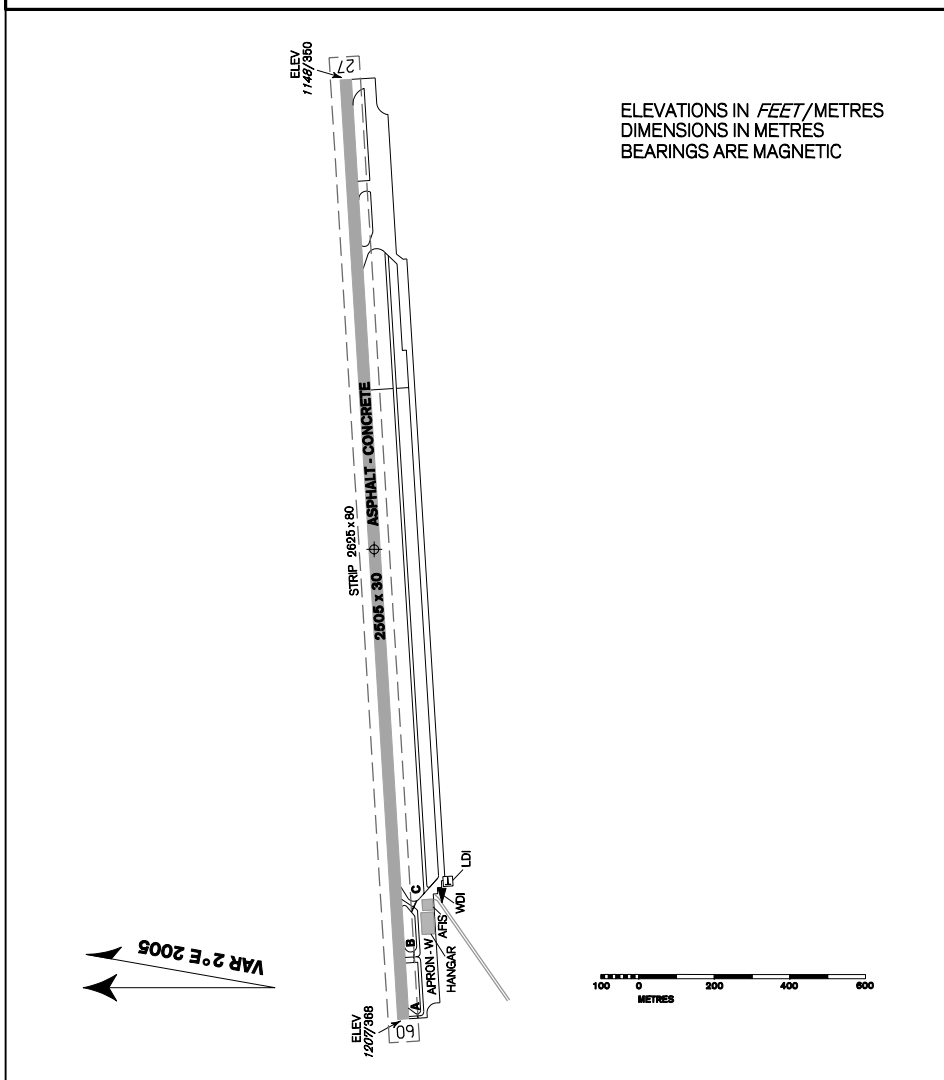 ELEV
1148/350
27
ELEVATIONS IN FEET/METRES
DIMENSIONS IN METRES
BEARINGS ARE MAGNETIC
STRIP 2625 x 80
2505 x 30 ASPHALT - CONCRETE
C
B
A
LDI
WDI
AFIS
APRON - W
HANGAR
VAR 2°E 2005
ELEV
1207/368
09
100 0 200 400 600
METRES